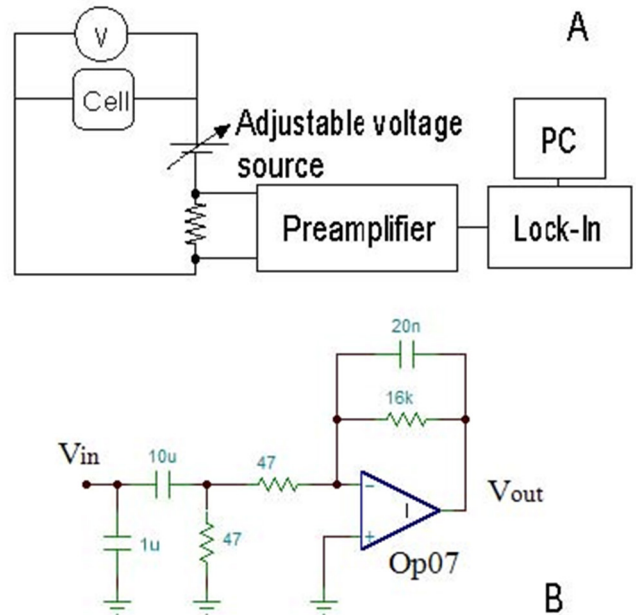 A
V
Cell
Adjustable voltage
source
PC
Preamplifier
Lock-In
20n
16k
Vin
10u
47
Vout
1u
47
Op07
B